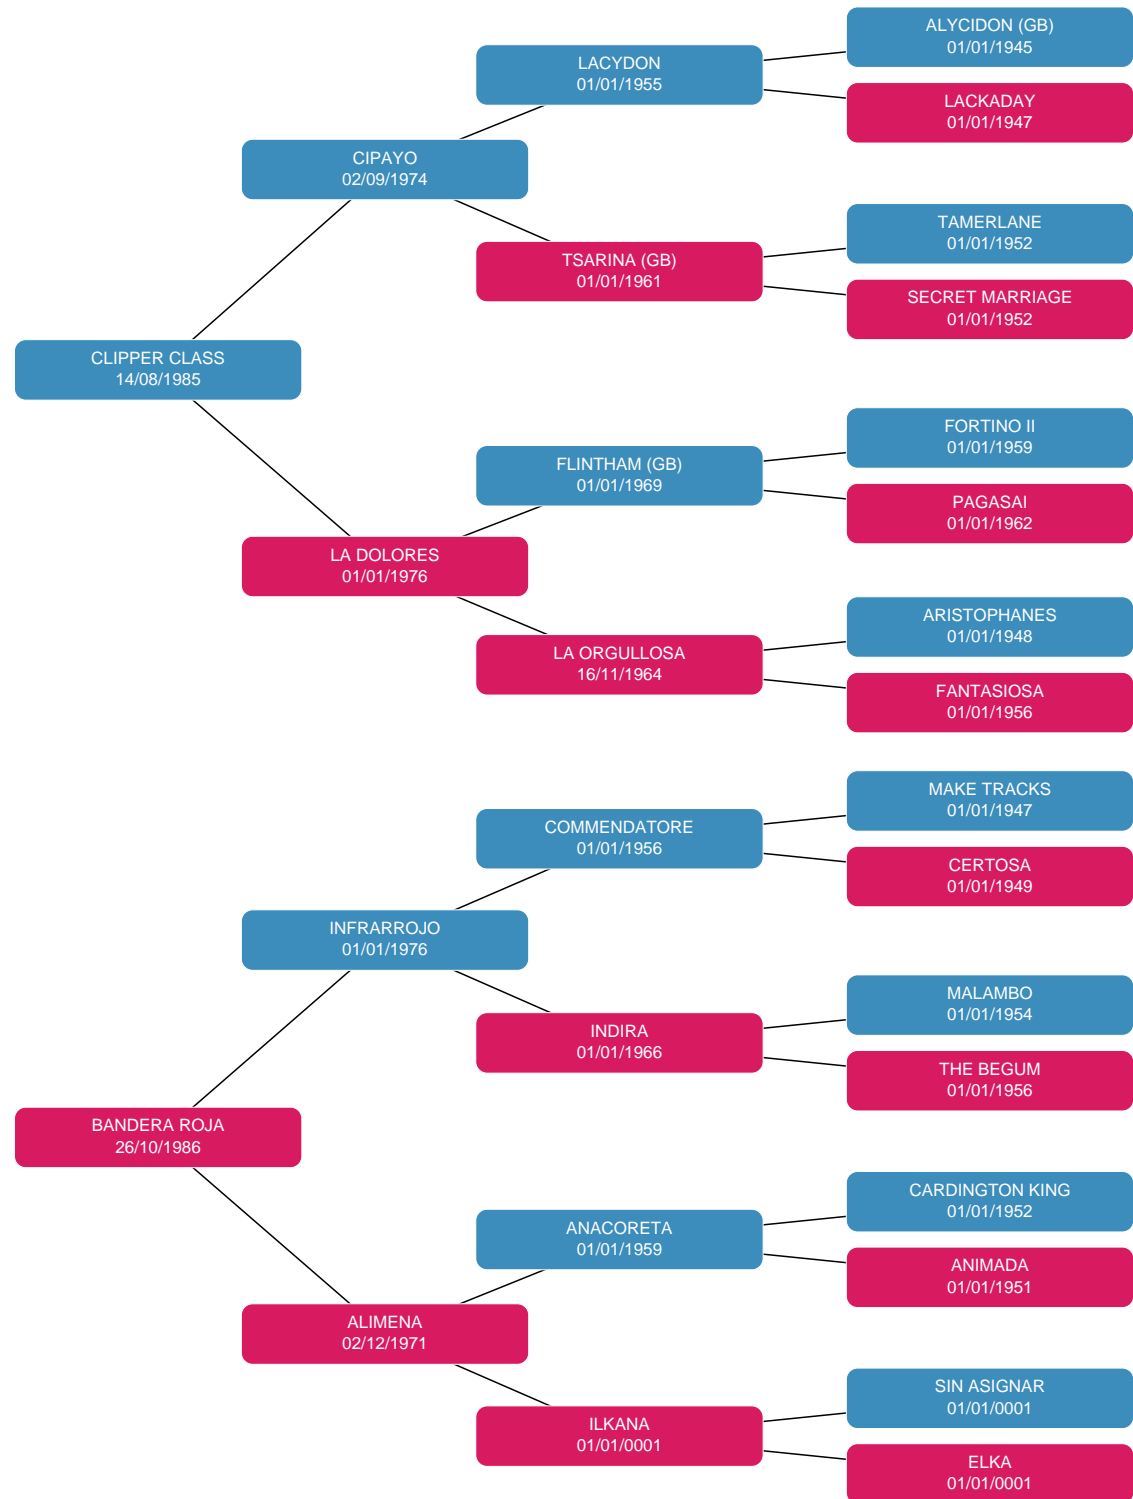 ALYCIDON (GB)
01/01/1945
LACYDON
01/01/1955
LACKADAY
01/01/1947
CIPAYO
02/09/1974
TAMERLANE
01/01/1952
TSARINA (GB)
01/01/1961
SECRET MARRIAGE
01/01/1952
CLIPPER CLASS
14/08/1985
FORTINO II
01/01/1959
FLINTHAM (GB)
01/01/1969
PAGASAI
01/01/1962
LA DOLORES
01/01/1976
ARISTOPHANES
01/01/1948
LA ORGULLOSA
16/11/1964
FANTASIOSA
01/01/1956
MAKE TRACKS
01/01/1947
COMMENDATORE
01/01/1956
CERTOSA
01/01/1949
INFRARROJO
01/01/1976
MALAMBO
01/01/1954
INDIRA
01/01/1966
THE BEGUM
01/01/1956
BANDERA ROJA
26/10/1986
CARDINGTON KING
01/01/1952
ANACORETA
01/01/1959
ANIMADA
01/01/1951
ALIMENA
02/12/1971
SIN ASIGNAR
01/01/0001
ILKANA
01/01/0001
ELKA
01/01/0001